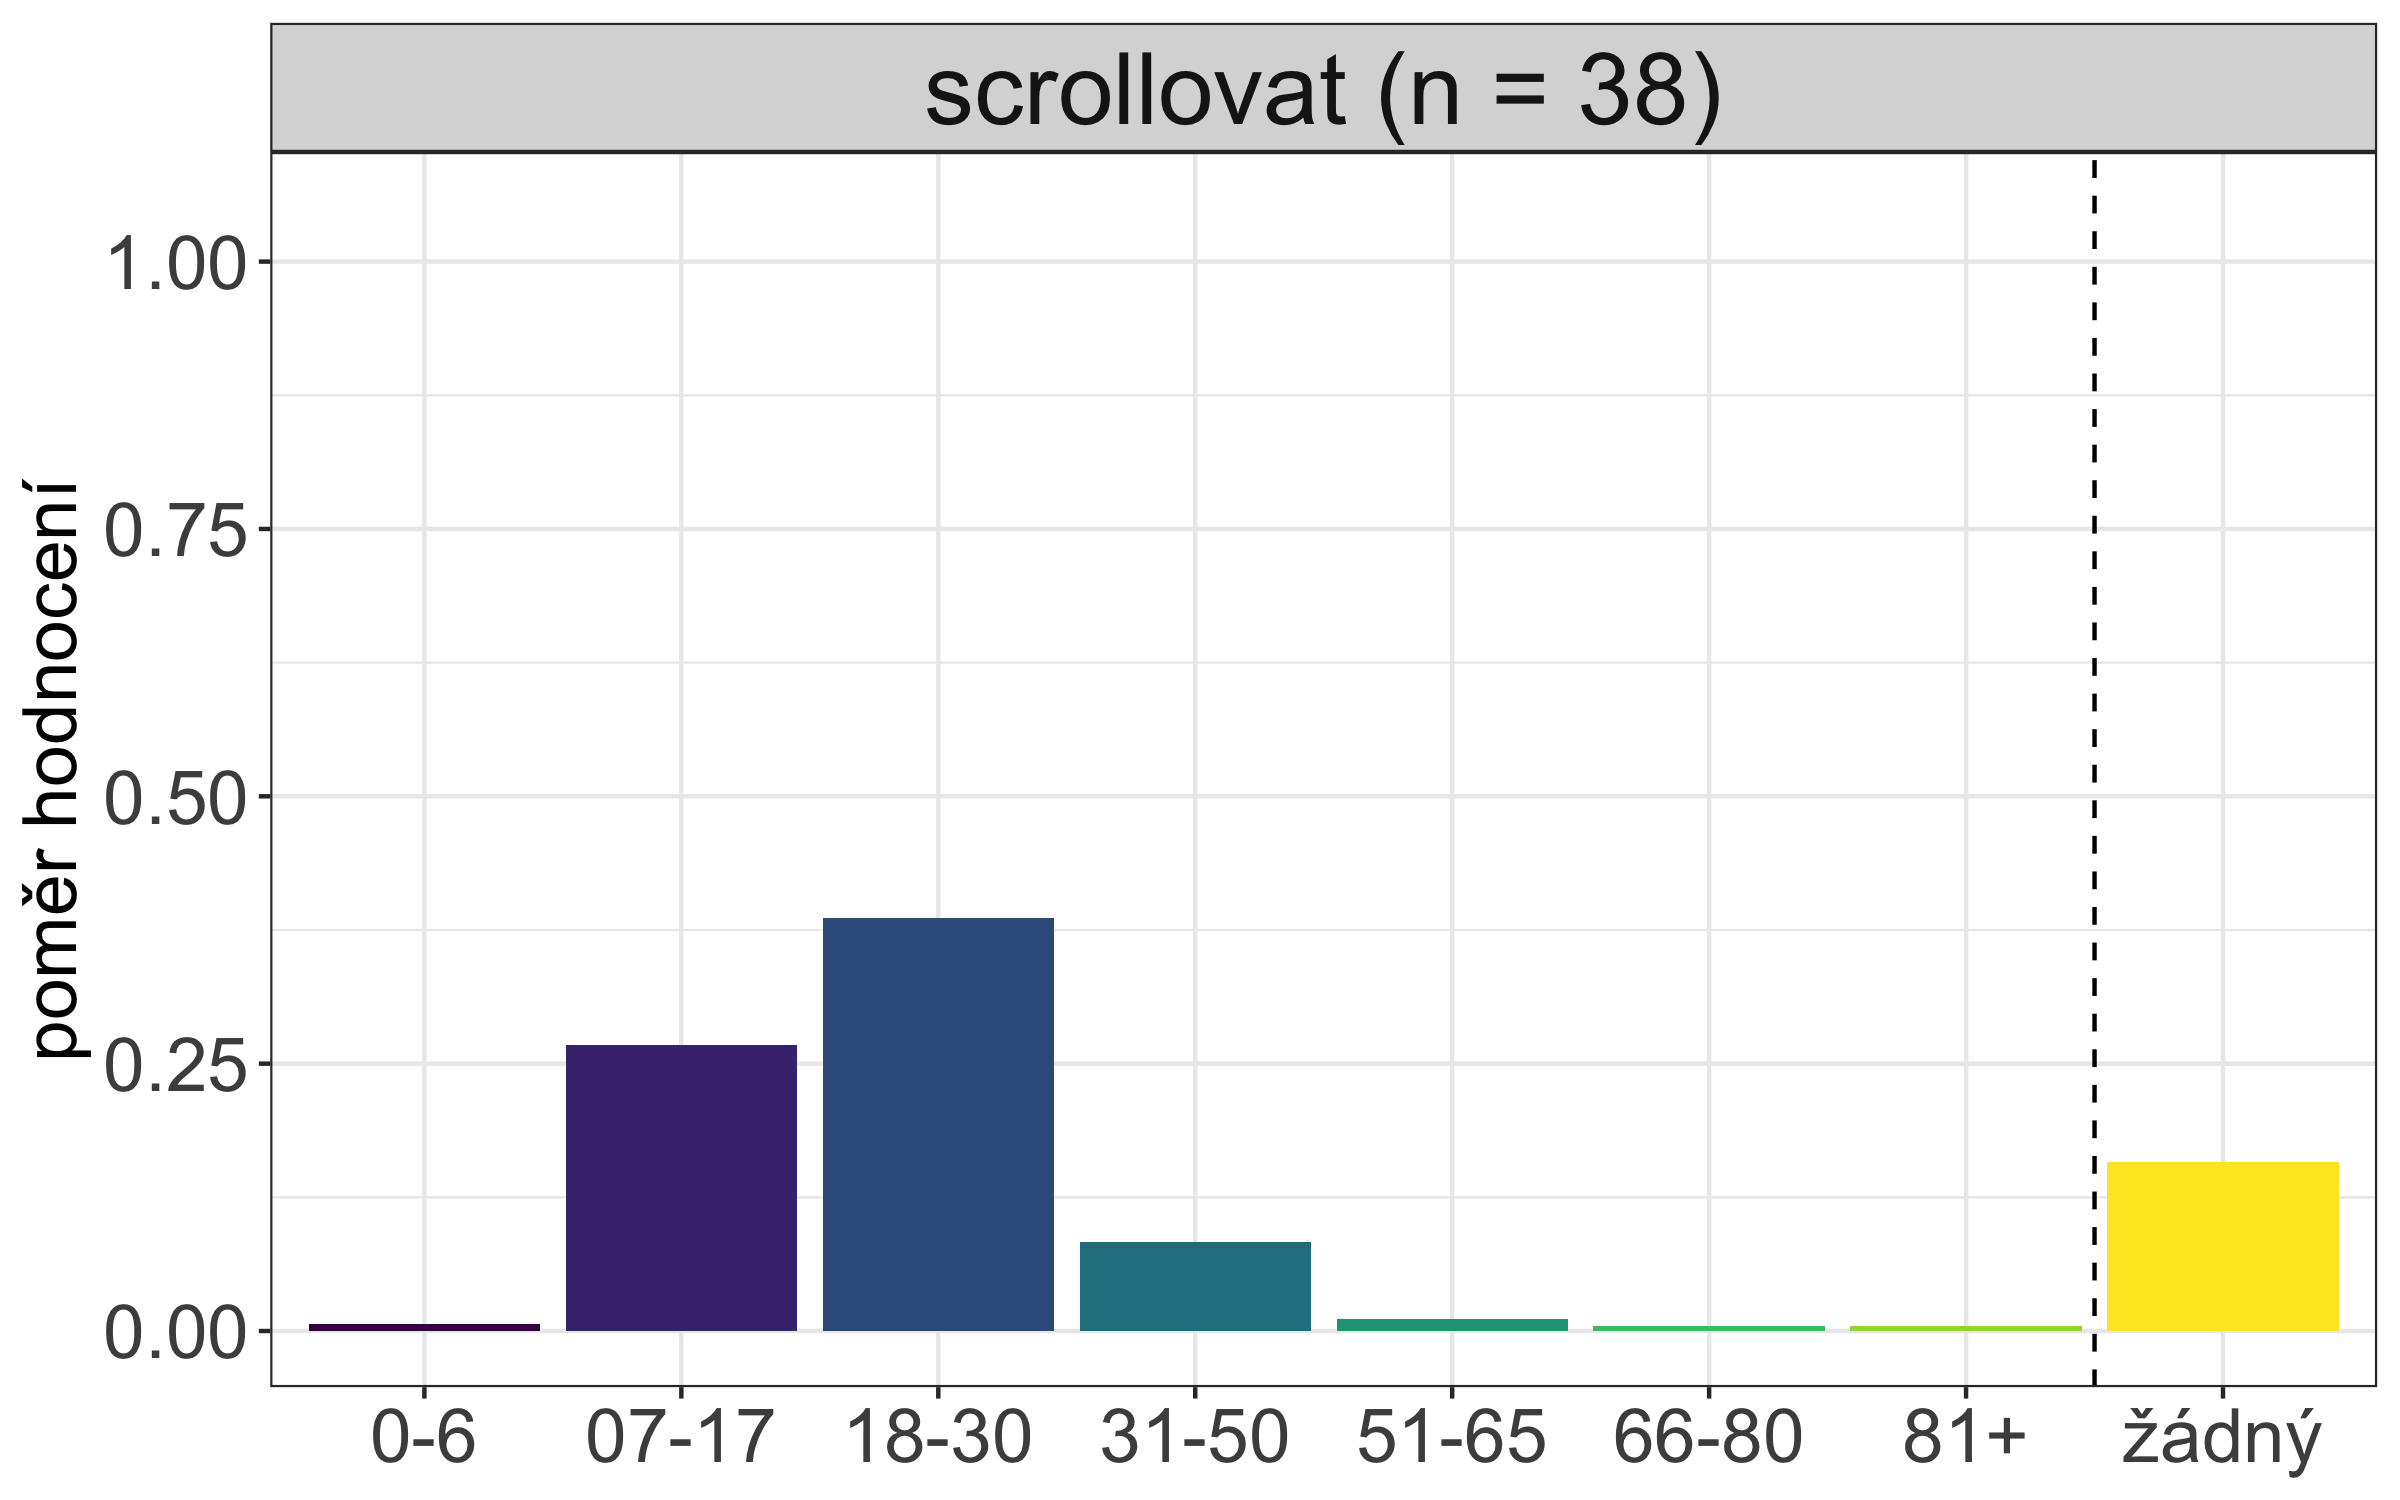 scrollovat (n = 38)
poměr hodnocení
1.00
0.75
0.50
0.25
0.00
0-6 07-17 18-30 31-50 51-65 66-80 81+ žádný